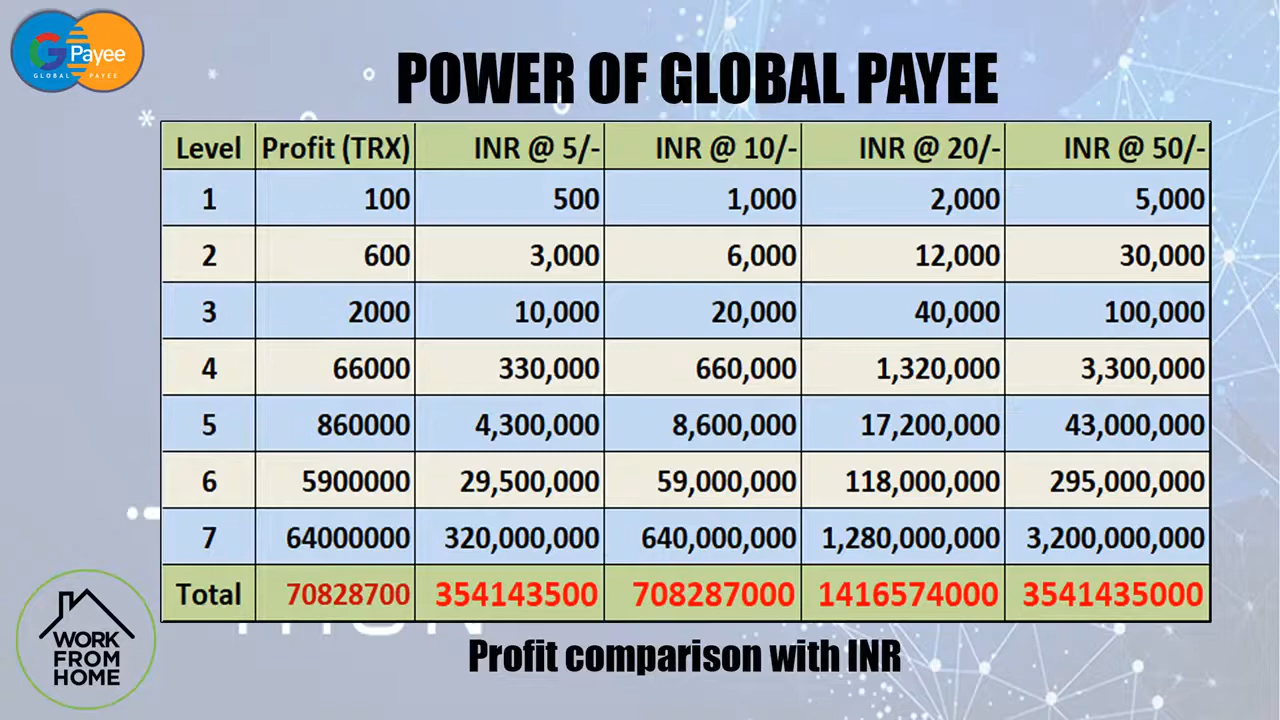 G Payee
GLOBAL PAYEE
POWER OF GLOBAL PAYEE
Level Profit (TRX) INR @ 5/- INR @ 10/- INR @ 20/- INR @ 50/-
1 100 500 1,000 2,000 5,000
2 600 3,000 6,000 12,000 30,000
3 2000 10,000 20,000 40,000 100,000
4 66000 330,000 660,000 1,320,000 3,300,000
5 860000 4,300,000 8,600,000 17,200,000 43,000,000
6 5900000 29,500,000 59,000,000 118,000,000 295,000,000
7 64000000 320,000,000 640,000,000 1,280,000,000 3,200,000,000
Total 70828700 354143500 708287000 1416574000 3541435000
Profit comparison with INR
WORK
FROM
HOME